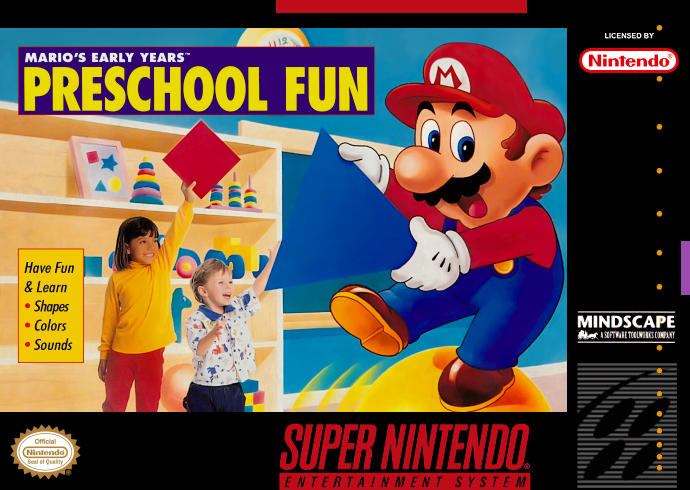 LICENSED BY
Nintendo®
MARIO'S EARLY YEARS™
PRESCHOOL FUN
M
Have Fun
& Learn
• Shapes
• Colors
• Sounds
MINDSCAPE
A SOFTWARE TOOLWORKS COMPANY
Official
Nintendo
Seal of Quality
SUPER NINTENDO®
ENTERTAINMENT SYSTEM